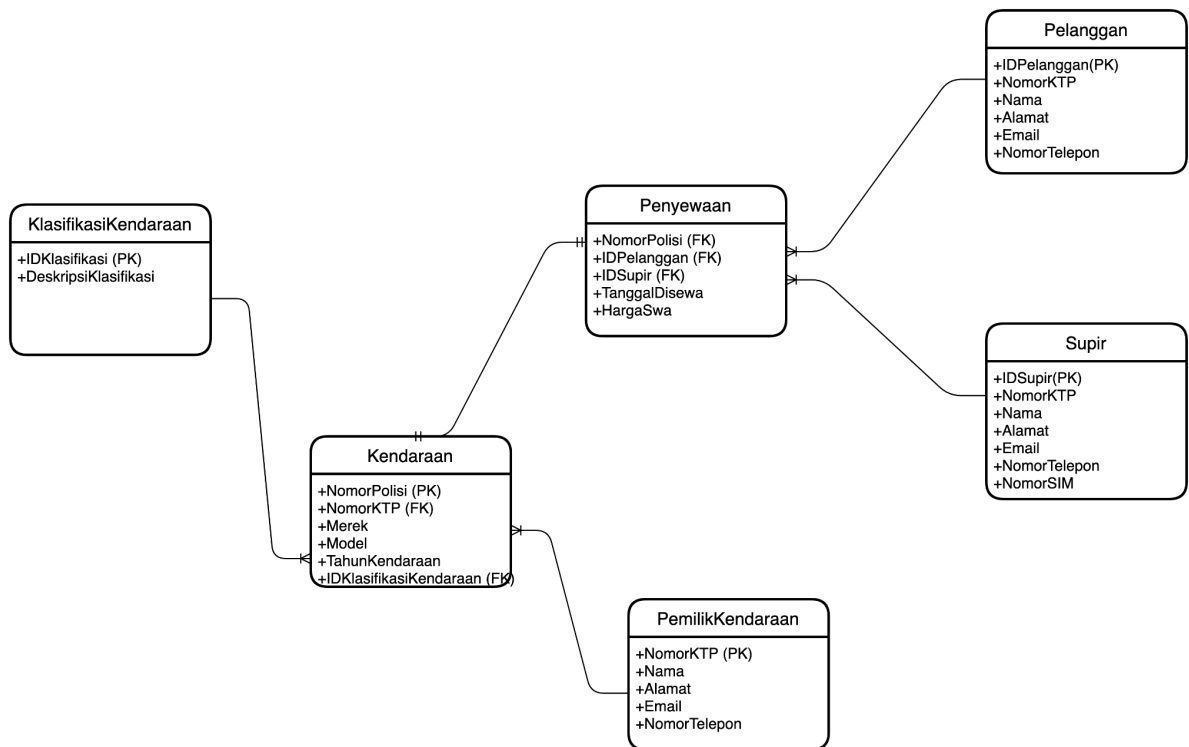 Pelanggan
+IDPelanggan(PK)
+NomorKTP
+Nama
+Alamat
+Email
+NomorTelepon
KlasifikasiKendaraan
+IDKlasifikasi (PK)
+DeskripsiKlasifikasi
Penyewaan
+NomorPolisi (FK)
+IDPelanggan (FK)
+IDSupir (FK)
+TanggalDisewa
+HargaSwa
Supir
+IDSupir(PK)
+NomorKTP
+Nama
+Alamat
+Email
+NomorTelepon
+NomorSIM
Kendaraan
+NomorPolisi (PK)
+NomorKTP (FK)
+Merek
+Model
+TahunKendaraan
+IDKlasifikasiKendaraan (FK)
PemilikKendaraan
+NomorKTP (PK)
+Nama
+Alamat
+Email
+NomorTelepon